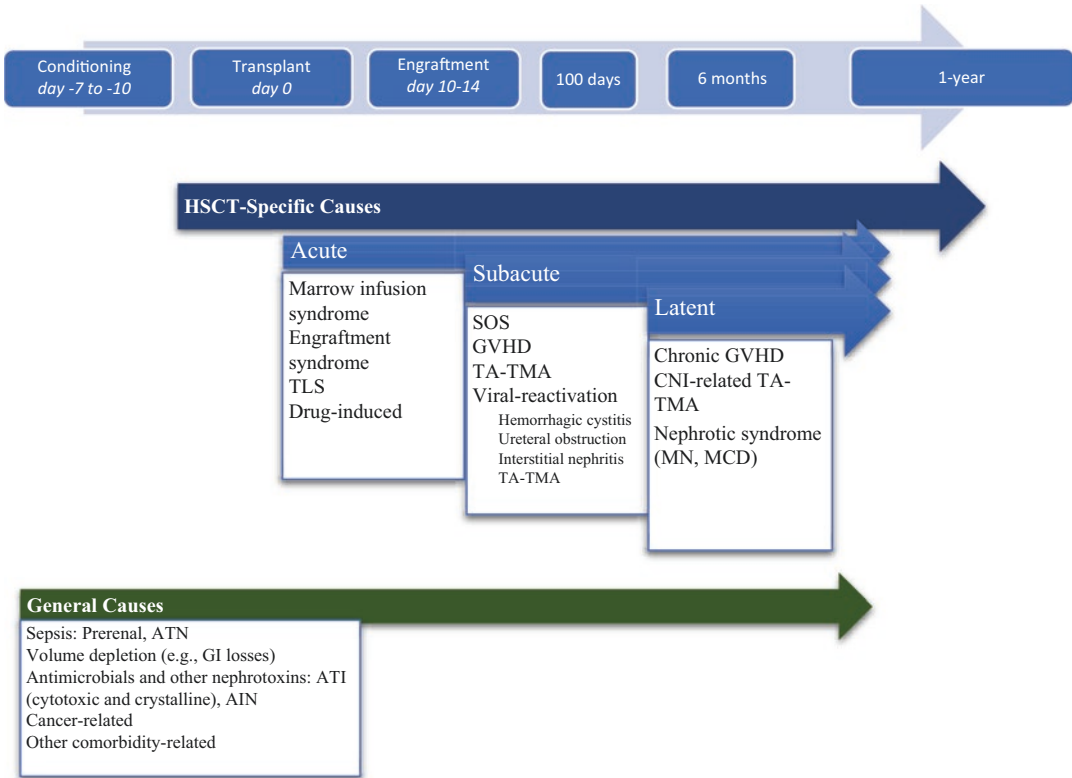 Conditioning
day -7 to -10
Transplant
day 0
Engraftment
day 10-14
100 days
6 months
1-year
HSCT-Specific Causes
Acute
Marrow infusion
syndrome
Engraftment
syndrome
TLS
Drug-induced
Subacute
SOS
GVHD
TA-TMA
Viral-reactivation
Hemorrhagic cystitis
Ureteral obstruction
Interstitial nephritis
TA-TMA
Latent
Chronic GVHD
CNI-related TA-
TMA
Nephrotic syndrome
(MN, MCD)
General Causes
Sepsis: Prerenal, ATN
Volume depletion (e.g., GI losses)
Antimicrobials and other nephrotoxins: ATI
(cytotoxic and crystalline), AIN
Cancer-related
Other comorbidity-related